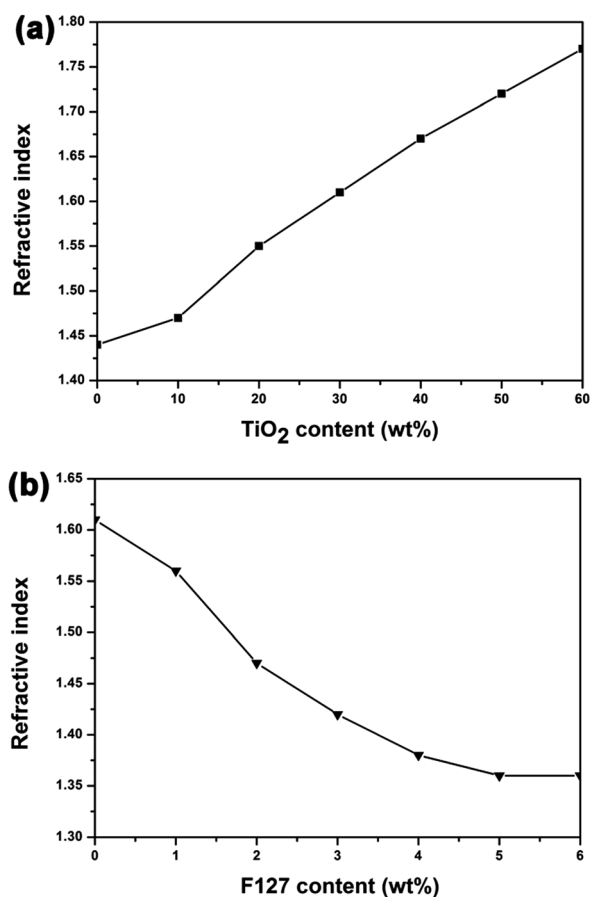 (a)
Refractive index
1.80
1.75
1.70
1.65
1.60
1.55
1.50
1.45
1.40
0 10 20 30 40 50 60
TiO2 content (wt%)
(b)
Refractive index
1.65
1.60
1.55
1.50
1.45
1.40
1.35
1.30
0 1 2 3 4 5 6
F127 content (wt%)